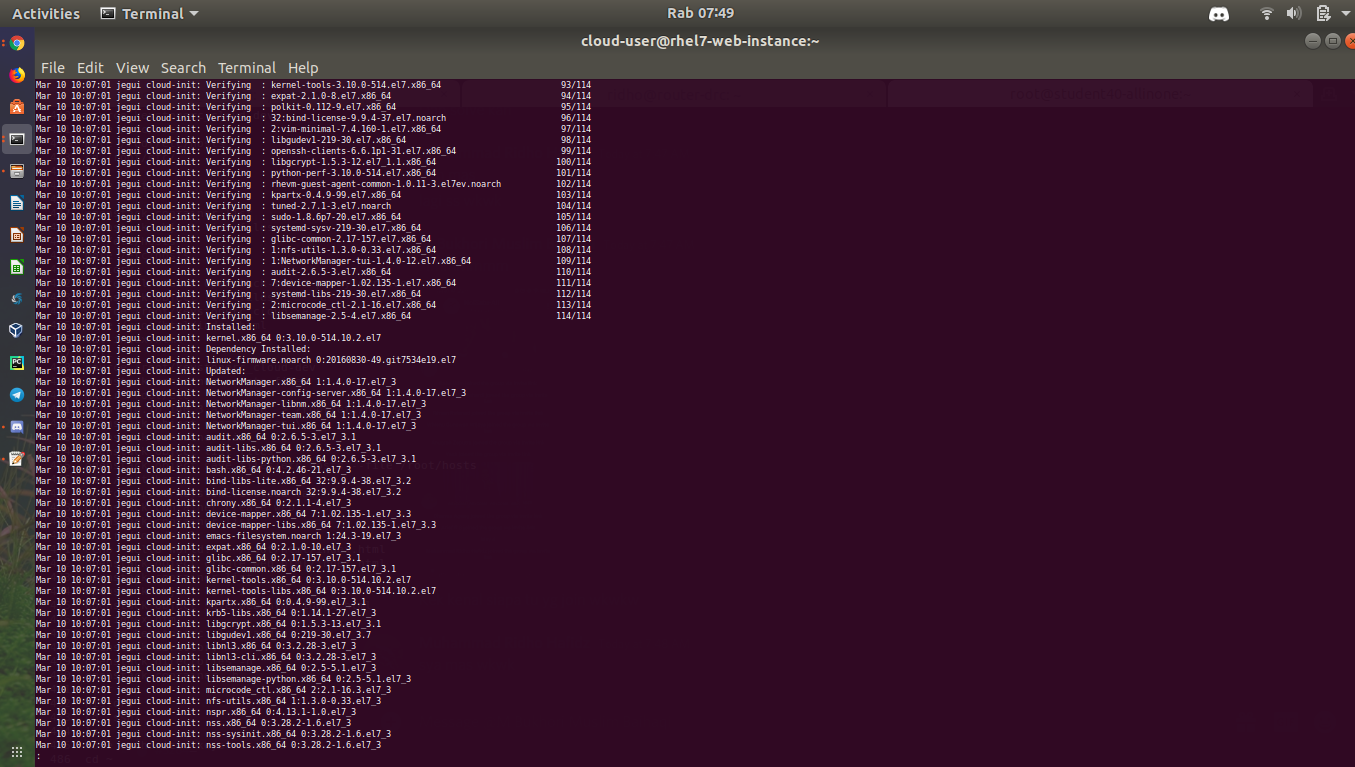 Activities Terminal Rab 07:49
cloud-user@rhel7-web-instance:~
File Edit View Search Terminal Help
Mar 10 10:07:01 jegui cloud-init: Verifying  : kernel-tools-3.10.0-514.el7.x86_64 93/114
Mar 10 10:07:01 jegui cloud-init: Verifying  : expat-2.1.0-8.el7.x86_64 94/114
Mar 10 10:07:01 jegui cloud-init: Verifying  : polkit-0.112-9.el7.x86_64 95/114
Mar 10 10:07:01 jegui cloud-init: Verifying  : 32:bind-license-9.9.4-37.el7.noarch 96/114
Mar 10 10:07:01 jegui cloud-init: Verifying  : 2:vim-minimal-7.4.160-1.el7.x86_64 97/114
Mar 10 10:07:01 jegui cloud-init: Verifying  : libgudev1-219-30.el7.x86_64 98/114
Mar 10 10:07:01 jegui cloud-init: Verifying  : openssh-clients-6.6.1p1-31.el7.x86_64 99/114
Mar 10 10:07:01 jegui cloud-init: Verifying  : libgcrypt-1.5.3-12.el7_1.1.x86_64 100/114
Mar 10 10:07:01 jegui cloud-init: Verifying  : python-perf-3.10.0-514.el7.x86_64 101/114
Mar 10 10:07:01 jegui cloud-init: Verifying  : rhevm-guest-agent-common-1.0.11-3.el7ev.noarch 102/114
Mar 10 10:07:01 jegui cloud-init: Verifying  : kpartx-0.4.9-99.el7.x86_64 103/114
Mar 10 10:07:01 jegui cloud-init: Verifying  : tuned-2.7.1-3.el7.noarch 104/114
Mar 10 10:07:01 jegui cloud-init: Verifying  : sudo-1.8.6p7-20.el7.x86_64 105/114
Mar 10 10:07:01 jegui cloud-init: Verifying  : systemd-sysv-219-30.el7.x86_64 106/114
Mar 10 10:07:01 jegui cloud-init: Verifying  : glibc-common-2.17-157.el7.x86_64 107/114
Mar 10 10:07:01 jegui cloud-init: Verifying  : 1:nfs-utils-1.3.0-0.33.el7.x86_64 108/114
Mar 10 10:07:01 jegui cloud-init: Verifying  : 1:NetworkManager-tui-1.4.0-12.el7.x86_64 109/114
Mar 10 10:07:01 jegui cloud-init: Verifying  : audit-2.6.5-3.el7.x86_64 110/114
Mar 10 10:07:01 jegui cloud-init: Verifying  : 7:device-mapper-1.02.135-1.el7.x86_64 111/114
Mar 10 10:07:01 jegui cloud-init: Verifying  : systemd-libs-219-30.el7.x86_64 112/114
Mar 10 10:07:01 jegui cloud-init: Verifying  : 2:microcode_ctl-2.1-16.el7.x86_64 113/114
Mar 10 10:07:01 jegui cloud-init: Verifying  : libsemanage-2.5-4.el7.x86_64 114/114
Mar 10 10:07:01 jegui cloud-init: Installed:
Mar 10 10:07:01 jegui cloud-init: kernel.x86_64 0:3.10.0-514.10.2.el7
Mar 10 10:07:01 jegui cloud-init: Dependency Installed:
Mar 10 10:07:01 jegui cloud-init: linux-firmware.noarch 0:20160830-49.git7534e19.el7
Mar 10 10:07:01 jegui cloud-init: Updated:
Mar 10 10:07:01 jegui cloud-init: NetworkManager.x86_64 1:1.4.0-17.el7_3
Mar 10 10:07:01 jegui cloud-init: NetworkManager-config-server.x86_64 1:1.4.0-17.el7_3
Mar 10 10:07:01 jegui cloud-init: NetworkManager-libnm.x86_64 1:1.4.0-17.el7_3
Mar 10 10:07:01 jegui cloud-init: NetworkManager-team.x86_64 1:1.4.0-17.el7_3
Mar 10 10:07:01 jegui cloud-init: NetworkManager-tui.x86_64 1:1.4.0-17.el7_3
Mar 10 10:07:01 jegui cloud-init: audit.x86_64 0:2.6.5-3.el7_3.1
Mar 10 10:07:01 jegui cloud-init: audit-libs.x86_64 0:2.6.5-3.el7_3.1
Mar 10 10:07:01 jegui cloud-init: audit-libs-python.x86_64 0:2.6.5-3.el7_3.1
Mar 10 10:07:01 jegui cloud-init: bash.x86_64 0:4.2.46-21.el7_3
Mar 10 10:07:01 jegui cloud-init: bind-libs-lite.x86_64 32:9.9.4-38.el7_3.2
Mar 10 10:07:01 jegui cloud-init: bind-license.noarch 32:9.9.4-38.el7_3.2
Mar 10 10:07:01 jegui cloud-init: chrony.x86_64 0:2.1.1-4.el7_3
Mar 10 10:07:01 jegui cloud-init: device-mapper.x86_64 7:1.02.135-1.el7_3.3
Mar 10 10:07:01 jegui cloud-init: device-mapper-libs.x86_64 7:1.02.135-1.el7_3.3
Mar 10 10:07:01 jegui cloud-init: emacs-filesystem.noarch 1:24.3-19.el7_3
Mar 10 10:07:01 jegui cloud-init: expat.x86_64 0:2.1.0-10.el7_3
Mar 10 10:07:01 jegui cloud-init: glibc.x86_64 0:2.17-157.el7_3.1
Mar 10 10:07:01 jegui cloud-init: glibc-common.x86_64 0:2.17-157.el7_3.1
Mar 10 10:07:01 jegui cloud-init: kernel-tools.x86_64 0:3.10.0-514.10.2.el7
Mar 10 10:07:01 jegui cloud-init: kernel-tools-libs.x86_64 0:3.10.0-514.10.2.el7
Mar 10 10:07:01 jegui cloud-init: kpartx.x86_64 0:0.4.9-99.el7_3.1
Mar 10 10:07:01 jegui cloud-init: krb5-libs.x86_64 0:1.14.1-27.el7_3
Mar 10 10:07:01 jegui cloud-init: libgcrypt.x86_64 0:1.5.3-13.el7_3.1
Mar 10 10:07:01 jegui cloud-init: libgudev1.x86_64 0:219-30.el7_3.7
Mar 10 10:07:01 jegui cloud-init: libnl3.x86_64 0:3.2.28-3.el7_3
Mar 10 10:07:01 jegui cloud-init: libnl3-cli.x86_64 0:3.2.28-3.el7_3
Mar 10 10:07:01 jegui cloud-init: libsemanage.x86_64 0:2.5-5.1.el7_3
Mar 10 10:07:01 jegui cloud-init: libsemanage-python.x86_64 0:2.5-5.1.el7_3
Mar 10 10:07:01 jegui cloud-init: microcode_ctl.x86_64 2:2.1-16.3.el7_3
Mar 10 10:07:01 jegui cloud-init: nfs-utils.x86_64 1:1.3.0-0.33.el7_3
Mar 10 10:07:01 jegui cloud-init: nspr.x86_64 0:4.13.1-1.0.el7_3
Mar 10 10:07:01 jegui cloud-init: nss.x86_64 0:3.28.2-1.6.el7_3
Mar 10 10:07:01 jegui cloud-init: nss-sysinit.x86_64 0:3.28.2-1.6.el7_3
Mar 10 10:07:01 jegui cloud-init: nss-tools.x86_64 0:3.28.2-1.6.el7_3
: